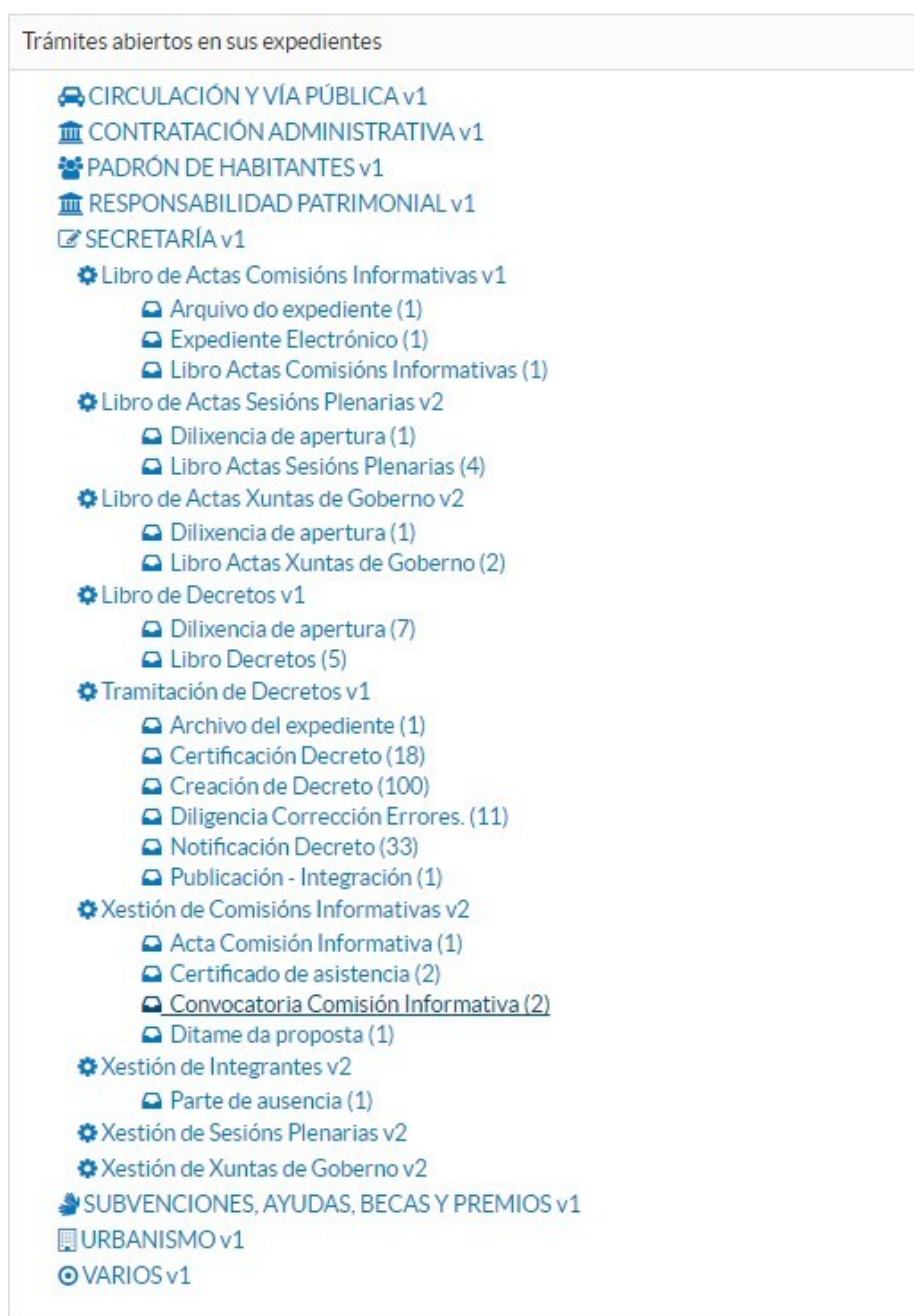 Trámites abiertos en sus expedientes
CIRCULACIÓN Y VÍA PÚBLICA v1
CONTRATACIÓN ADMINISTRATIVA v1
PADRÓN DE HABITANTES v1
RESPONSABILIDAD PATRIMONIAL v1
SECRETARÍA v1
Libro de Actas Comisións Informativas v1
Arquivo do expediente (1)
Expediente Electrónico (1)
Libro Actas Comisións Informativas (1)
Libro de Actas Sesións Plenarias v2
Dilixencia de apertura (1)
Libro Actas Sesións Plenarias (4)
Libro de Actas Xuntas de Goberno v2
Dilixencia de apertura (1)
Libro Actas Xuntas de Goberno (2)
Libro de Decretos v1
Dilixencia de apertura (7)
Libro Decretos (5)
Tramitación de Decretos v1
Archivo del expediente (1)
Certificación Decreto (18)
Creación de Decreto (100)
Diligencia Corrección Errores. (11)
Notificación Decreto (33)
Publicación - Integración (1)
Xestión de Comisións Informativas v2
Acta Comisión Informativa (1)
Certificado de asistencia (2)
Convocatoria Comisión Informativa (2)
Ditame da proposta (1)
Xestión de Integrantes v2
Parte de ausencia (1)
Xestión de Sesións Plenarias v2
Xestión de Xuntas de Goberno v2
SUBVENCIONES, AYUDAS, BECAS Y PREMIOS v1
URBANISMO v1
VARIOS v1